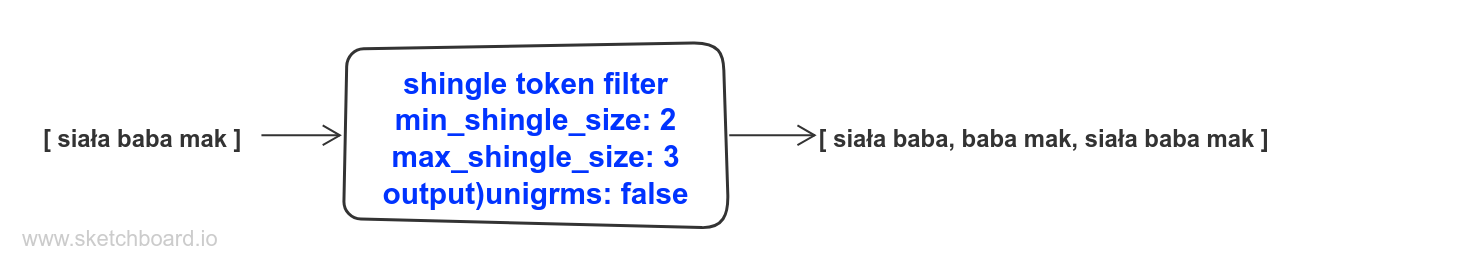 [ siała baba mak ]
shingle token filter
min_shingle_size: 2
max_shingle_size: 3
output)unigrms: false
[ siała baba, baba mak, siała baba mak ]
www.sketchboard.io